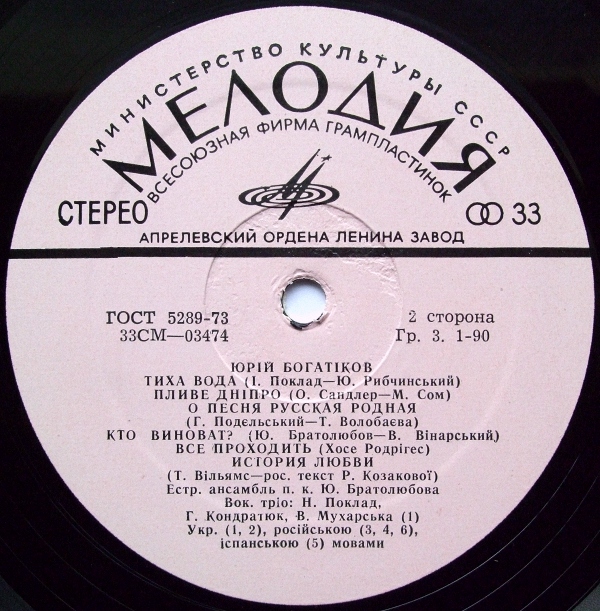 МИНИСТЕРСТВО КУЛЬТУРЫ СССР
МЕЛОДИЯ
ВСЕСОЮЗНАЯ ФИРМА ГРАМПЛАСТИНОК
СТЕРЕО 33
АПРЕЛЕВСКИЙ ОРДЕНА ЛЕНИНА ЗАВОД
ГОСТ 5289-73 2 сторона
33СМ—03474 Гр. 3. 1-90
ЮРІЙ БОГАТІКОВ
ТИХА ВОДА (І. Поклад—Ю. Рибчинський)
ПЛИВЕ ДНІПРО (О. Сандлер—М. Сом)
О ПЕСНЯ РУССКАЯ РОДНАЯ
(Г. Подєльський—Т. Волобаєва)
КТО ВИНОВАТ? (Ю. Братолюбов—В. Вінарський)
ВСЕ ПРОХОДИТЬ (Хосе Родрігес)
ИСТОРИЯ ЛЮБВИ
(Т. Вільямс—рос. текст Р. Козакової)
Естр. ансамбль п. к. Ю. Братолюбова
Вок. тріо: Н. Поклад,
Г. Кондратюк, В. Мухарська (1)
Укр. (1, 2), російською (3, 4, 6),
іспанською (5) мовами